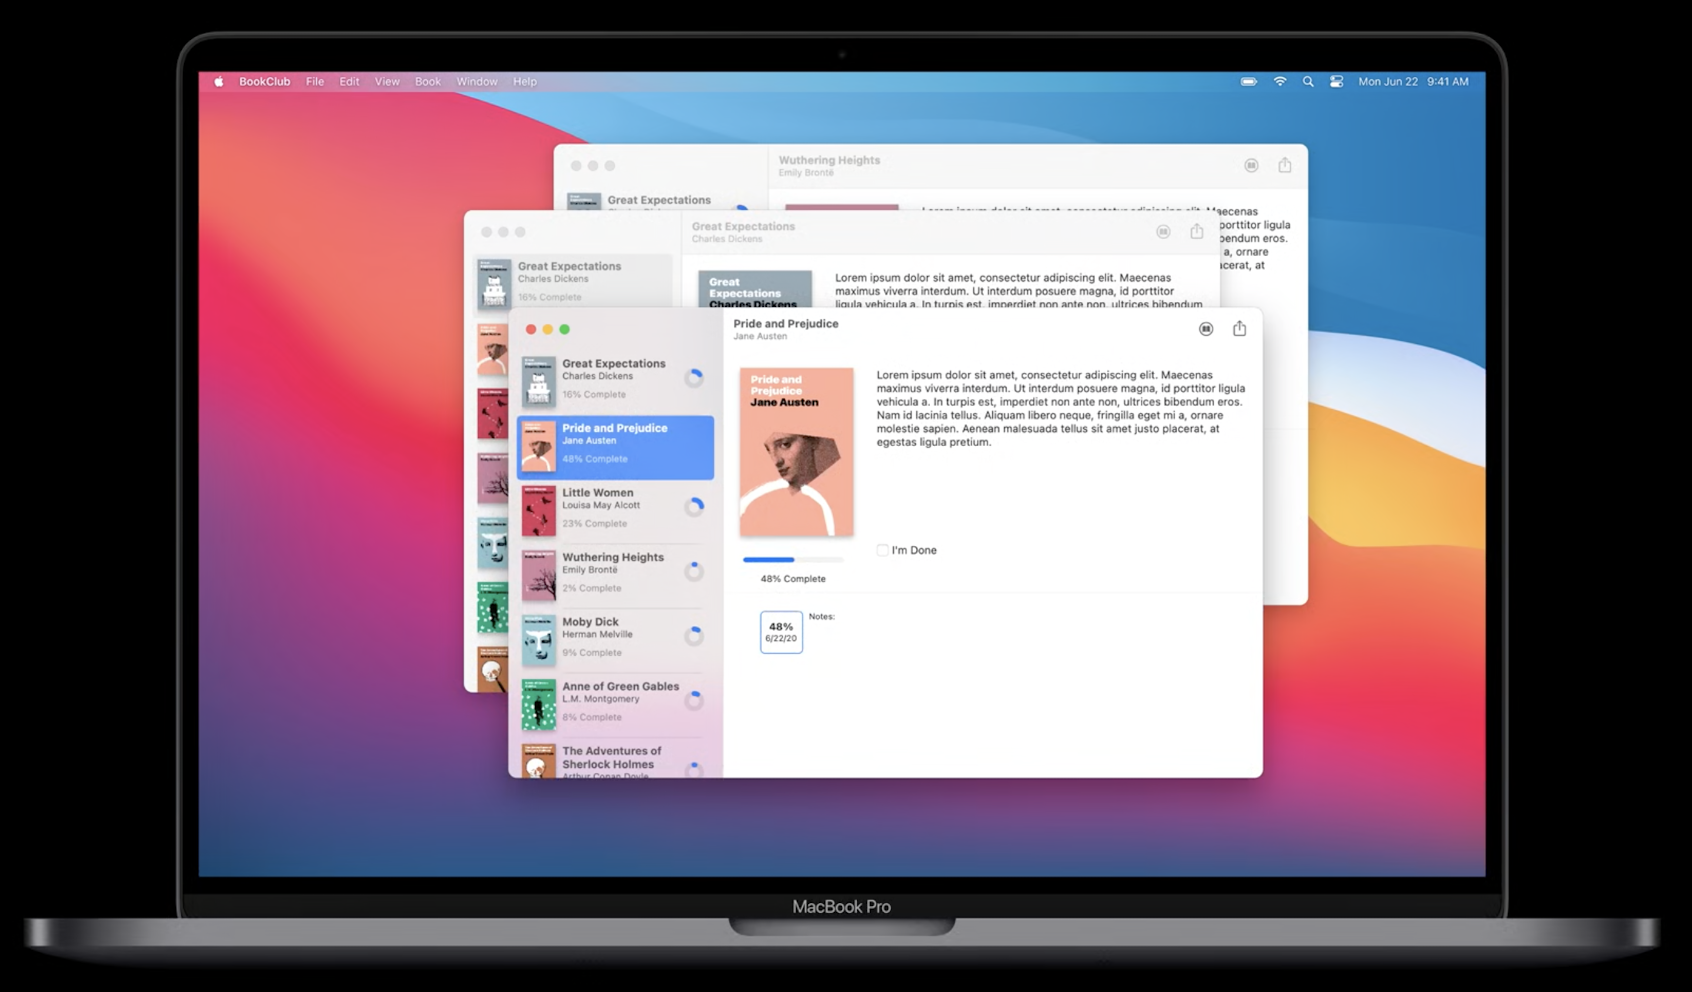 BookClub File Edit View Book Window Help
Mon Jun 22 9:41 AM
Wuthering Heights
Emily Brontë
Great Expectations
Lorem ipsum dolor sit amet, consectetur adipiscing elit. Maecenas
porttitor ligula
bendum eros.
a, ornare
acerat, at
Great Expectations
Charles Dickens
Great Expectations
Charles Dickens
16% Complete
Great
Expectations
Charles Dickens
Lorem ipsum dolor sit amet, consectetur adipiscing elit. Maecenas
maximus viverra interdum. Ut interdum posuere magna, id porttitor ligula
vehicula a. In turpis est, imperdiet non ante non, ultrices bibendum
Pride and Prejudice
Jane Austen
Great Expectations
Charles Dickens
16% Complete
Pride and Prejudice
Jane Austen
48% Complete
Little Women
Louisa May Alcott
23% Complete
Wuthering Heights
Emily Brontë
2% Complete
Moby Dick
Herman Melville
9% Complete
Anne of Green Gables
L.M. Montgomery
8% Complete
The Adventures of
Sherlock Holmes
Arthur Conan Doyle
Pride and
Prejudice
Jane Austen
Lorem ipsum dolor sit amet, consectetur adipiscing elit. Maecenas
maximus viverra interdum. Ut interdum posuere magna, id porttitor ligula
vehicula a. In turpis est, imperdiet non ante non, ultrices bibendum eros.
Nam id lacinia tellus. Aliquam libero neque, fringilla eget mi a, ornare
molestie sapien. Aenean malesuada tellus sit amet justo placerat, at
egestas ligula pretium.
I'm Done
48% Complete
48%
6/22/20
Notes:
MacBook Pro